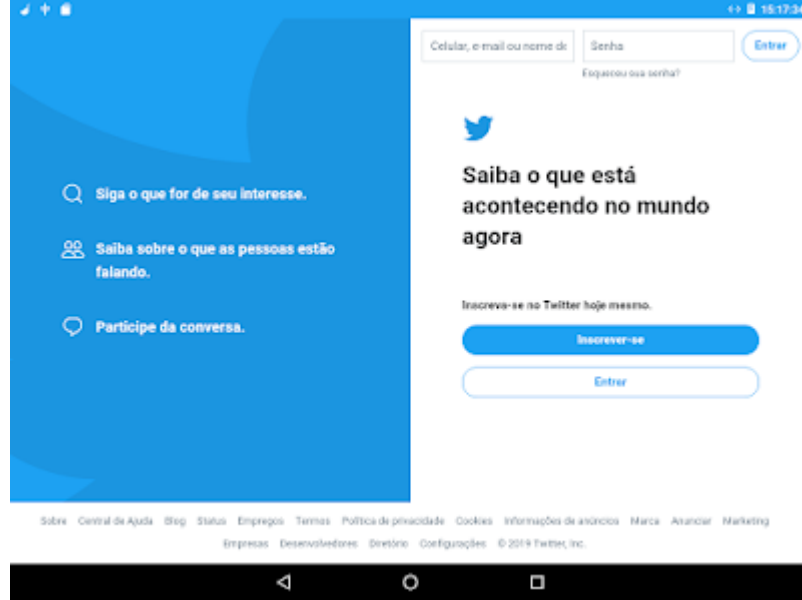 15:17:34
Celular, e-mail ou nome de
Senha
Entrar
Esqueceu sua senha?
Siga o que for de seu interesse.
Saiba sobre o que as pessoas estão
falando.
Participe da conversa.
Saiba o que está
acontecendo no mundo
agora
Inscreva-se no Twitter hoje mesmo.
Inscrever-se
Entrar
Sobre Central de Ajuda Blog Status Empregos Termos Política de privacidade Cookies Informações de anúncios Marca Anunciar Marketing
Empresas Desenvolvedores Diretório Configurações © 2019 Twitter, Inc.